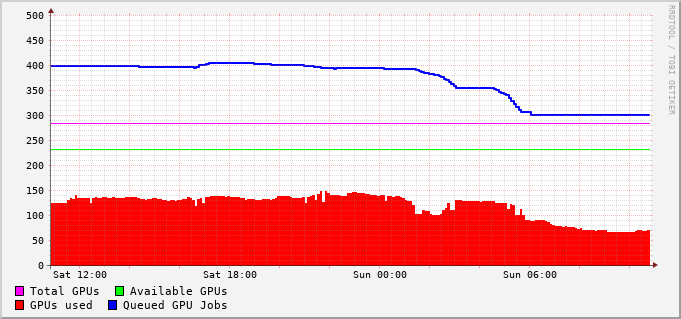 500
450
400
350
300
250
200
150
100
50
0
Sat 12:00 Sat 18:00 Sun 00:00 Sun 06:00
Total GPUs Available GPUs
GPUs used Queued GPU Jobs
RRDTOOL / TOBI OETIKER